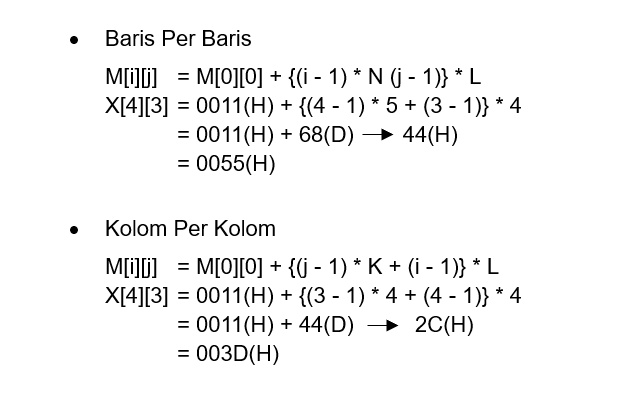 • Baris Per Baris
M[i][j] = M[0][0] + {(i - 1) * N (j - 1)} * L
X[4][3] = 0011(H) + {(4 - 1) * 5 + (3 - 1)} * 4
= 0011(H) + 68(D) → 44(H)
= 0055(H)
• Kolom Per Kolom
M[i][j] = M[0][0] + {(j - 1) * K + (i - 1)} * L
X[4][3] = 0011(H) + {(3 - 1) * 4 + (4 - 1)} * 4
= 0011(H) + 44(D) → 2C(H)
= 003D(H)